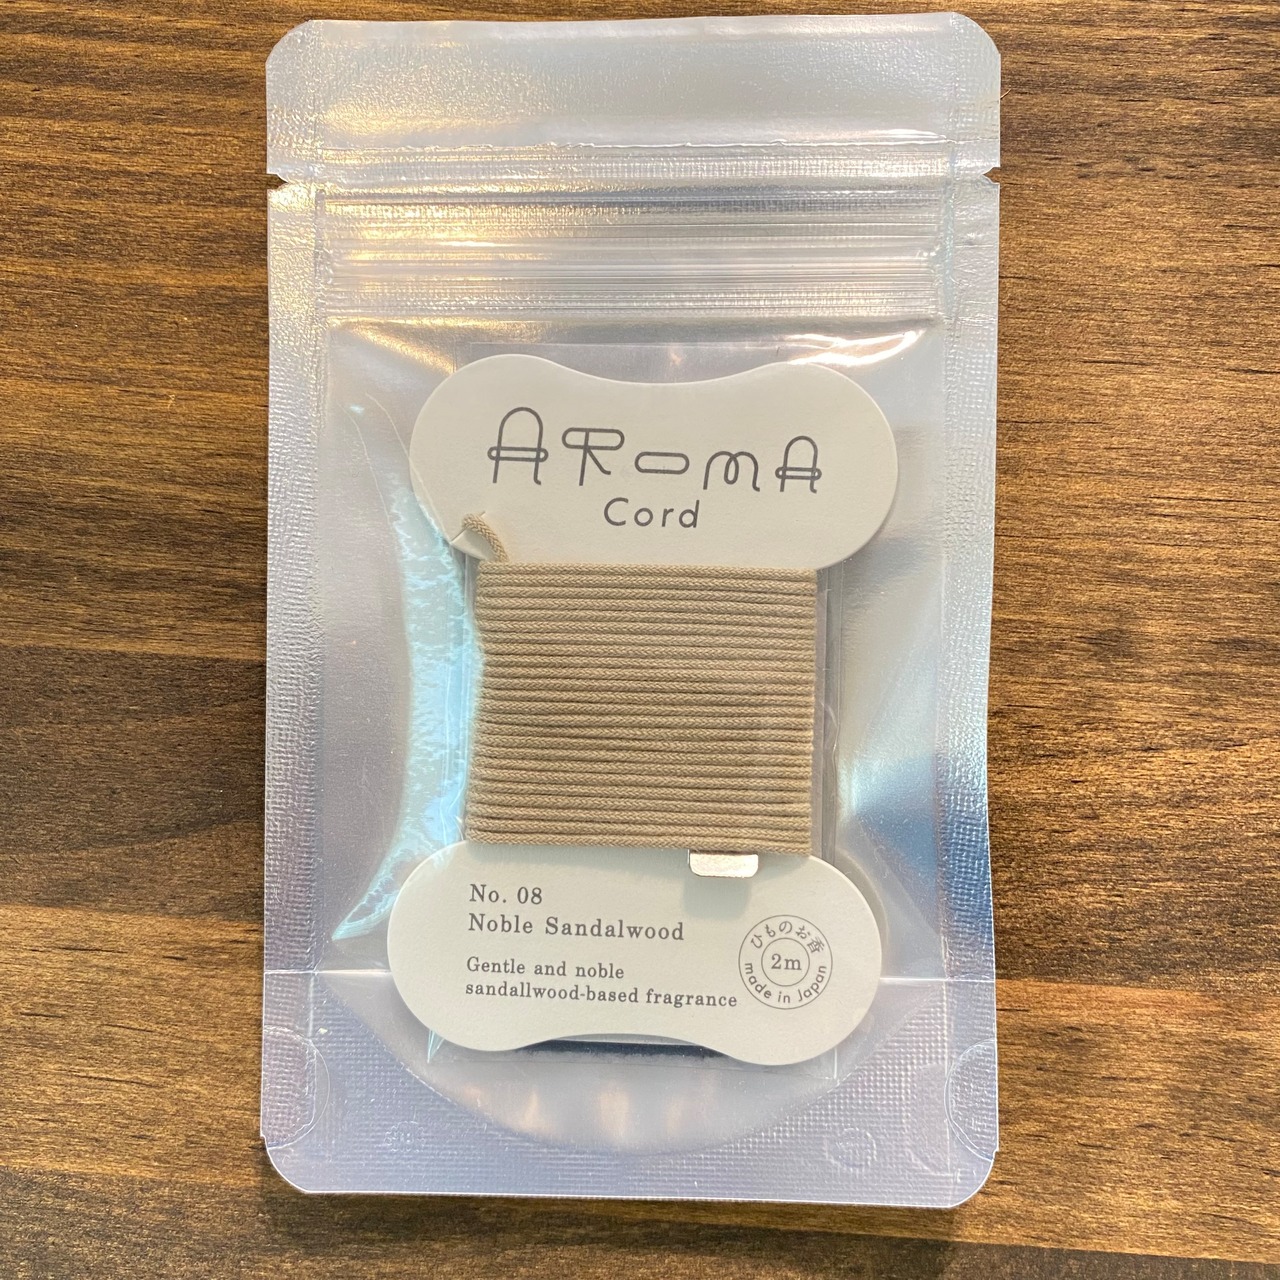 AROMA
Cord
No. 08
Noble Sandalwood
Gentle and noble
sandallwood-based fragrance
ひものお香
2m
made in Japan